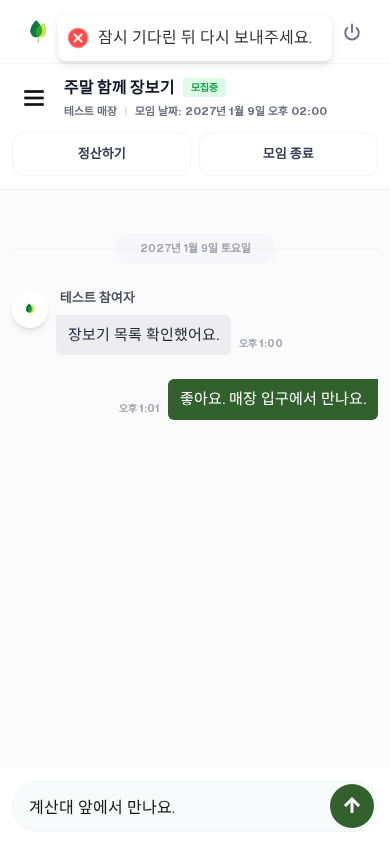 잠시 기다린 뒤 다시 보내주세요.
주말 함께 장보기 모집중
테스트 매장 | 모임 날짜: 2027년 1월 9일 오후 02:00
정산하기 모임 종료
2027년 1월 9일 토요일
테스트 참여자
장보기 목록 확인했어요. 오후 1:00
오후 1:01 좋아요. 매장 입구에서 만나요.
계산대 앞에서 만나요.